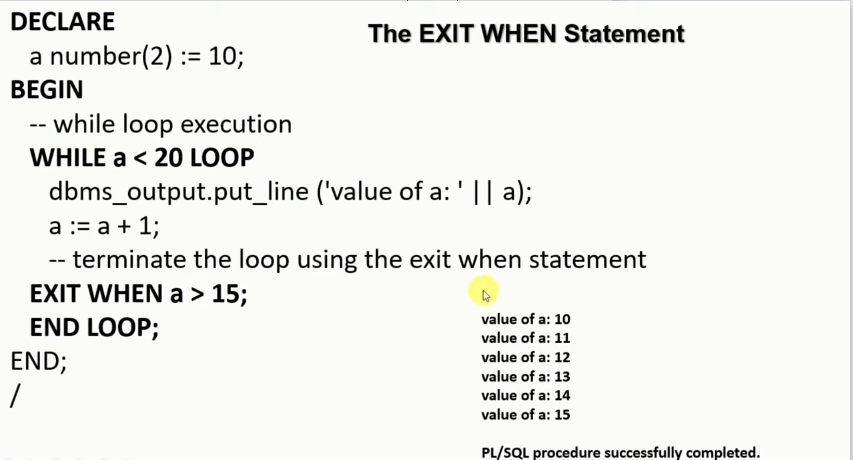 The EXIT WHEN Statement
DECLARE
a number(2) := 10;
BEGIN
-- while loop execution
WHILE a < 20 LOOP
dbms_output.put_line ('value of a: ' || a);
a := a + 1;
-- terminate the loop using the exit when statement
EXIT WHEN a > 15;
END LOOP;
END;
/
value of a: 10
value of a: 11
value of a: 12
value of a: 13
value of a: 14
value of a: 15
PL/SQL procedure successfully completed.